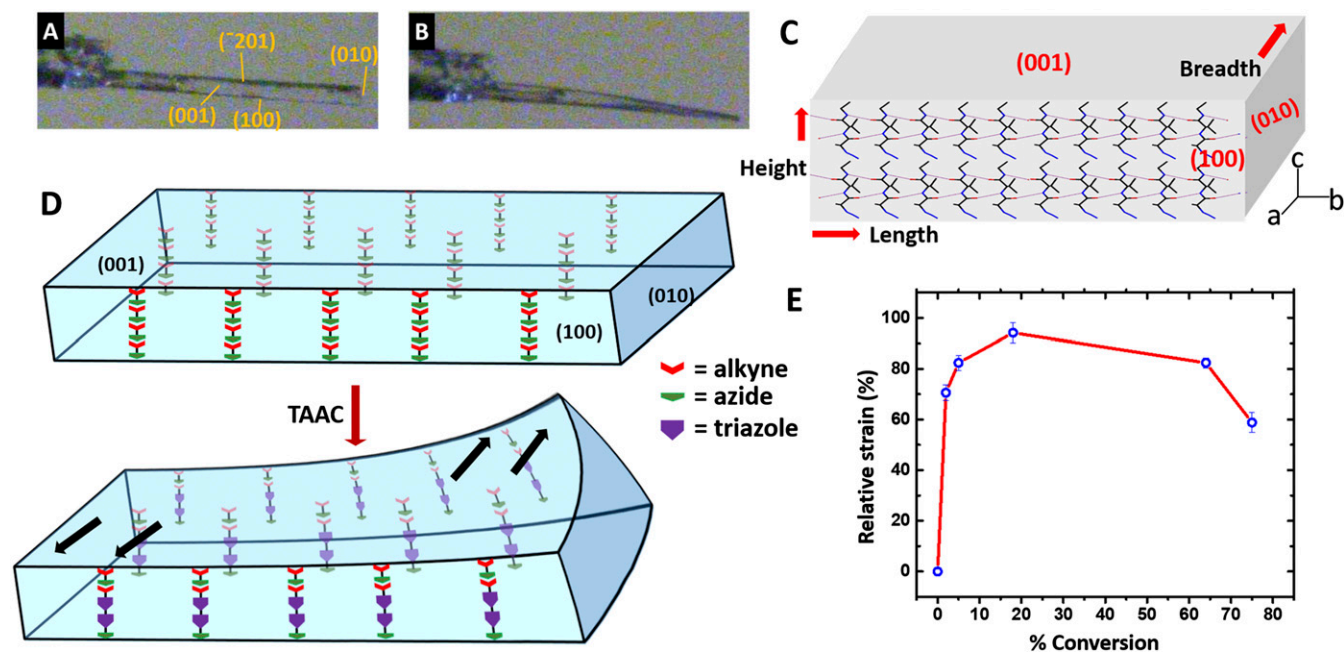 A
(¯201)
(010)
(001)
(100)
B
C
(001)
Breadth
(010)
(100)
Height
Length
c
b
a
D
(001)
(010)
(100)
= alkyne
= azide
= triazole
TAAC
E
Relative strain (%)
100
80
60
40
20
0
0 10 20 30 40 50 60 70 80
% Conversion